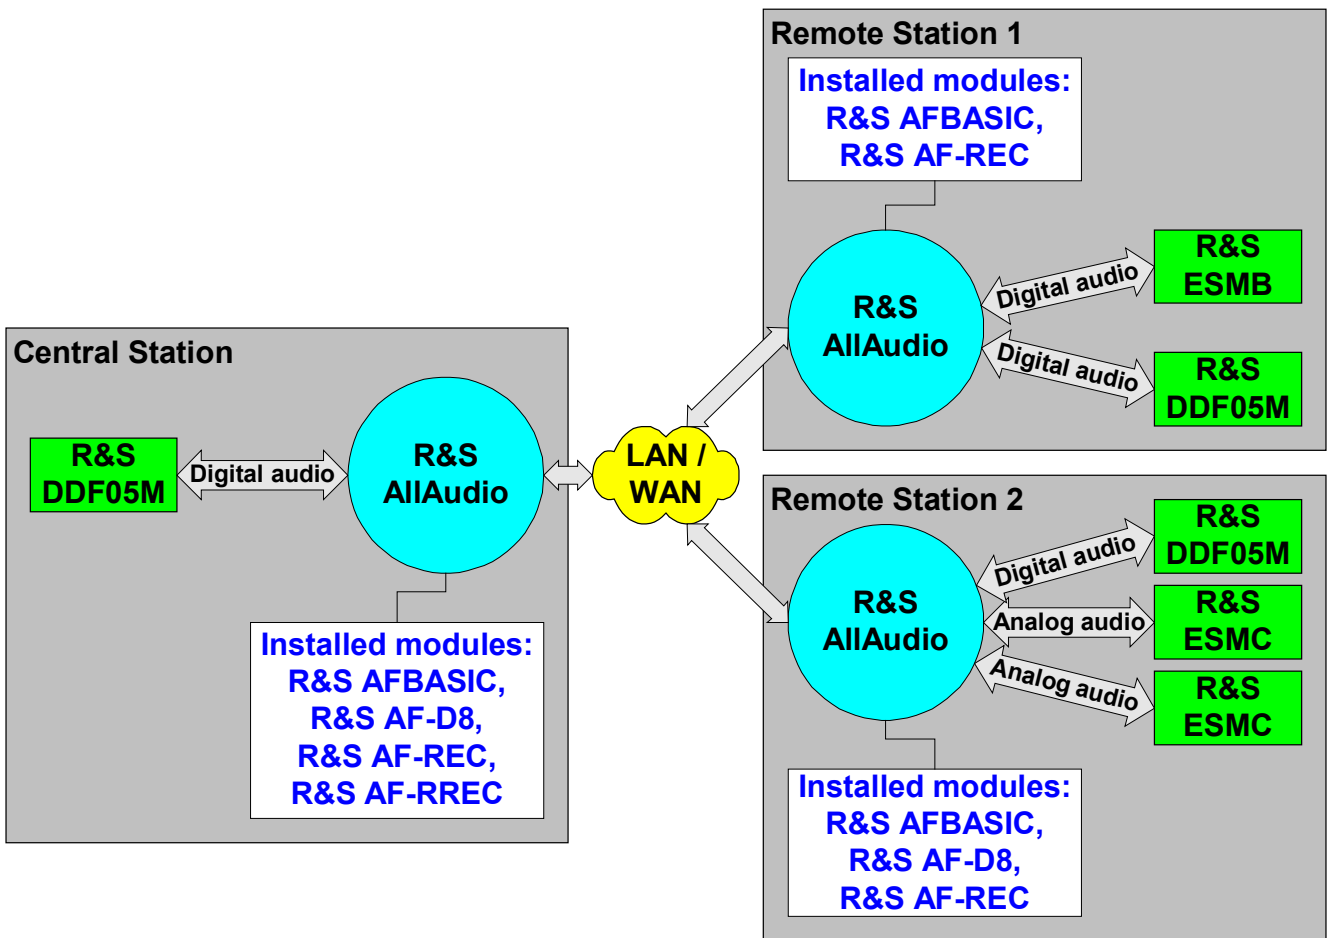 Remote Station 1
Installed modules:
R&S AFBASIC,
R&S AF-REC
R&S
AllAudio
Digital audio
R&S
ESMB
Digital audio
R&S
DDF05M
Central Station
R&S
DDF05M
Digital audio
R&S
AllAudio
Installed modules:
R&S AFBASIC,
R&S AF-D8,
R&S AF-REC,
R&S AF-RREC
LAN /
WAN
Remote Station 2
R&S
AllAudio
Digital audio
R&S
DDF05M
Analog audio
R&S
ESMC
Analog audio
R&S
ESMC
Installed modules:
R&S AFBASIC,
R&S AF-D8,
R&S AF-REC